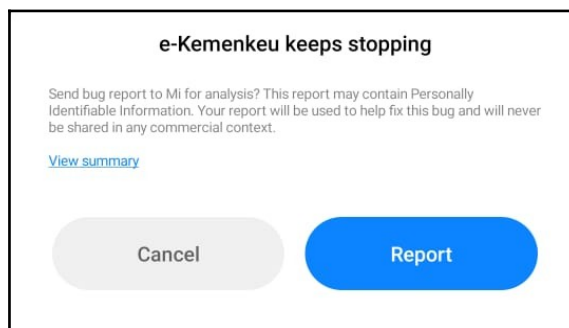 e-Kemenkeu keeps stopping
Send bug report to Mi for analysis? This report may contain Personally
Identifiable Information. Your report will be used to help fix this bug and will never
be shared in any commercial context.
View summary
Cancel
Report